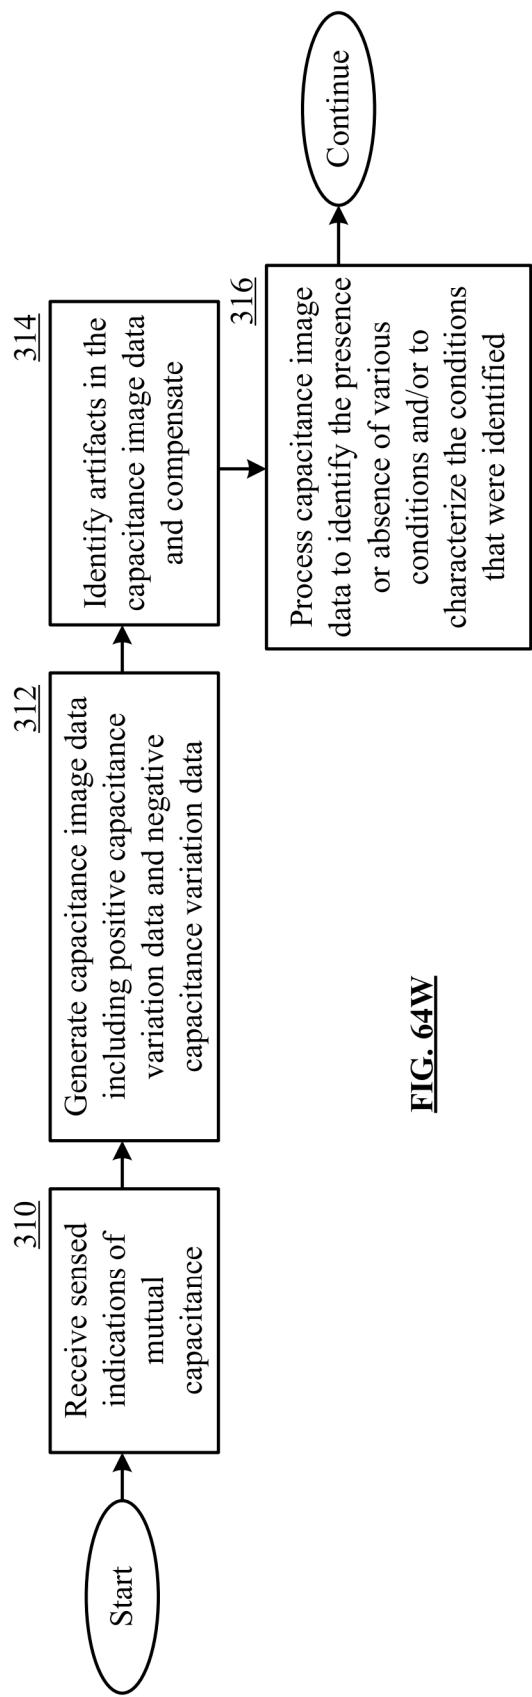 Start
310
Receive sensed
indications of
mutual
capacitance
312
Generate capacitance image data
including positive capacitance
variation data and negative
capacitance variation data
314
Identify artifacts in the
capacitance image data
and compensate
316
Process capacitance image
data to identify the presence
or absence of various
conditions and/or to
characterize the conditions
that were identified
Continue
FIG. 64W